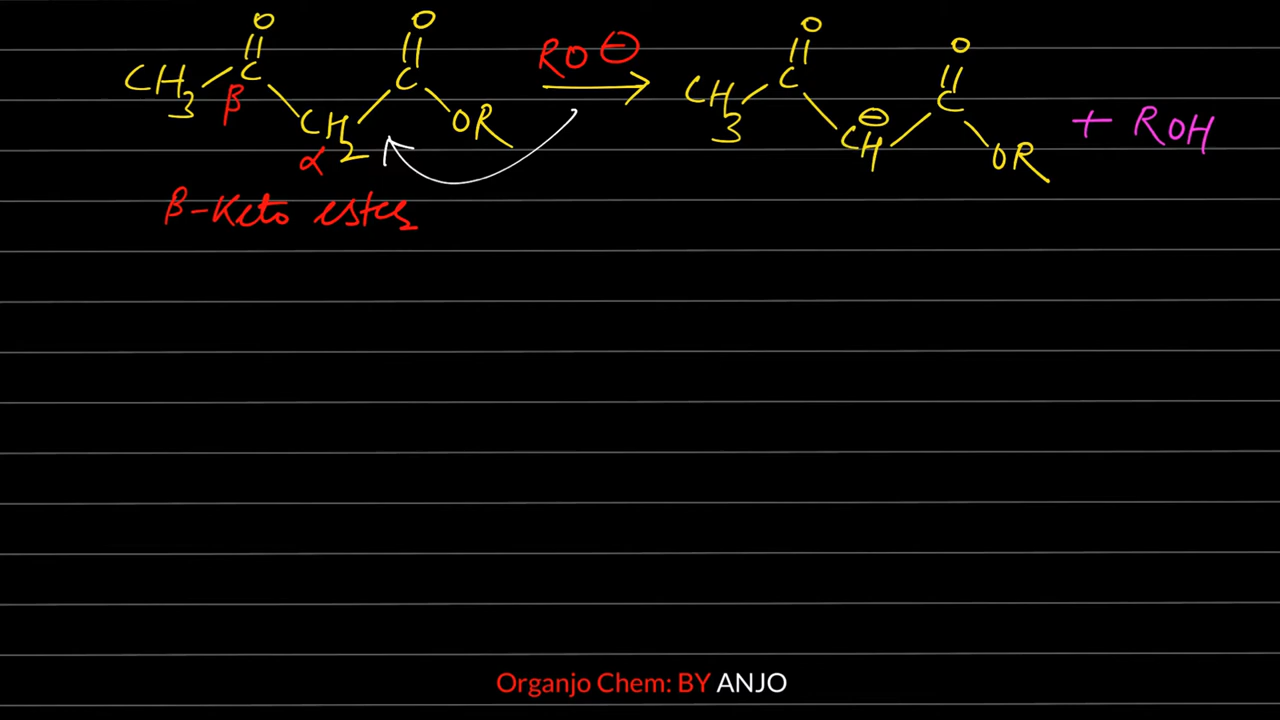 O O O O
CH3 C C RO⊖ CH3 C C
β CH2 OR ⊖CH OR + ROH
α
β-Keto ester
Organjo Chem: BY ANJO